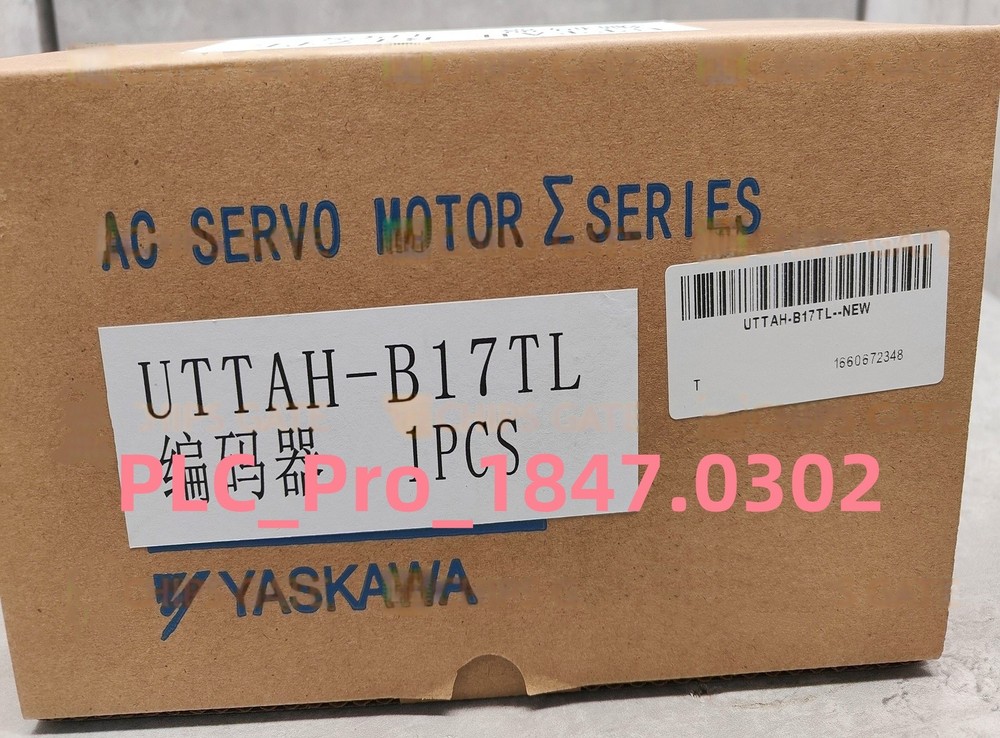 AC SERVO MOTOR Σ SERIES
UTTAH-B17TL--NEW
1660672348
T
UTTAH-B17TL
编码器 1PCS
PLC_Pro_1847.0302
YASKAWA